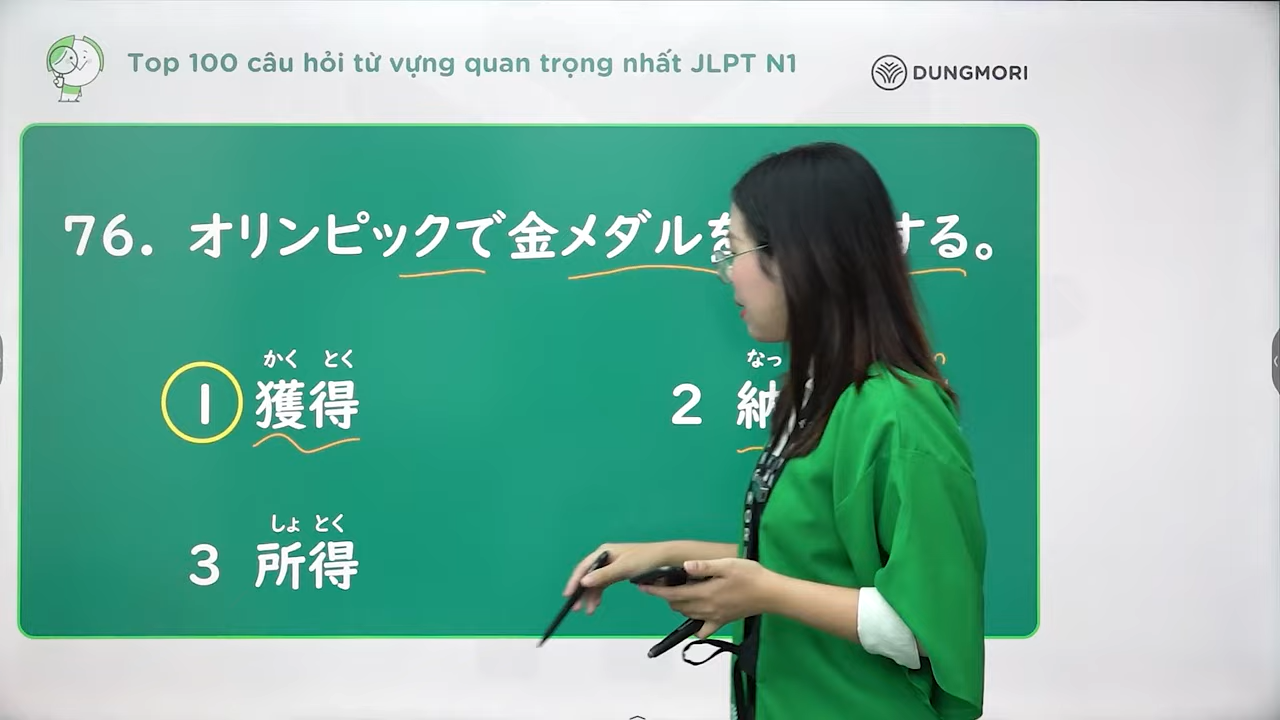 Top 100 câu hỏi từ vựng quan trọng nhất JLPT N1
DUNGMORI
76. オリンピックで金メダルを する。
かく とく
なっ
1 獲得
2 納
しょ とく
3 所得